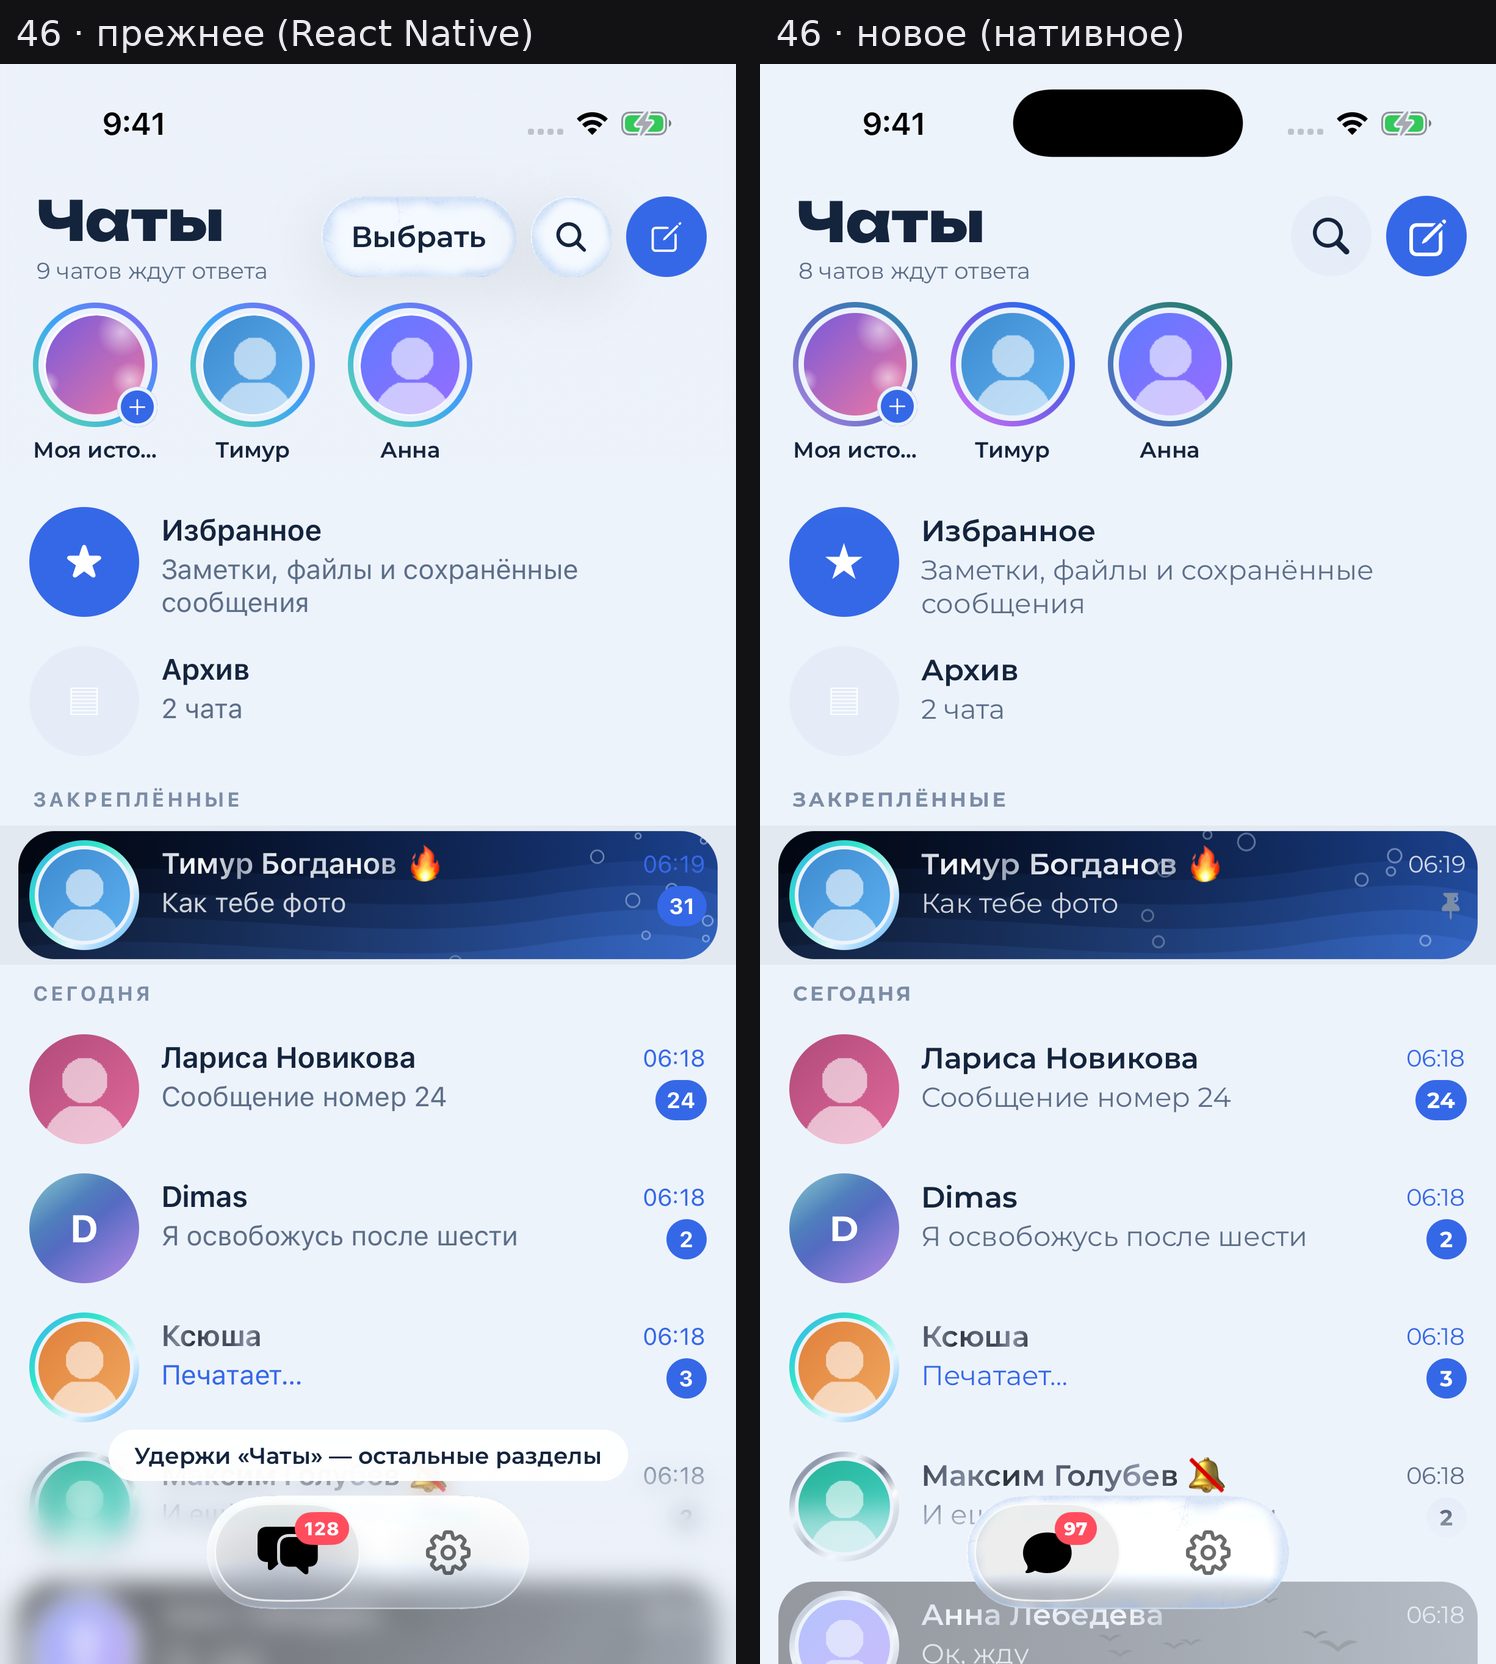 46 · прежнее (React Native)
9:41
Чаты
Выбрать
9 чатов ждут ответа
Моя исто...
Тимур
Анна
Избранное
Заметки, файлы и сохранённые
сообщения
Архив
2 чата
ЗАКРЕПЛЁННЫЕ
Тимур Богданов 🔥
06:19
Как тебе фото
31
СЕГОДНЯ
Лариса Новикова
06:18
Сообщение номер 24
24
Dimas
06:18
D
Я освобожусь после шести
2
Ксюша
06:18
Печатает...
3
Удержи «Чаты» — остальные разделы
Максим Голубев 🔕
06:18
И ещ
2
128
46 · новое (нативное)
9:41
Чаты
8 чатов ждут ответа
Моя исто...
Тимур
Анна
Избранное
Заметки, файлы и сохранённые
сообщения
Архив
2 чата
ЗАКРЕПЛЁННЫЕ
Тимур Богданов 🔥
06:19
Как тебе фото
СЕГОДНЯ
Лариса Новикова
06:18
Сообщение номер 24
24
Dimas
06:18
D
Я освобожусь после шести
2
Ксюша
06:18
Печатает...
3
Максим Голубев 🔕
06:18
И ещ
2
97
Анна Лебедева
06:18
Ок, жду